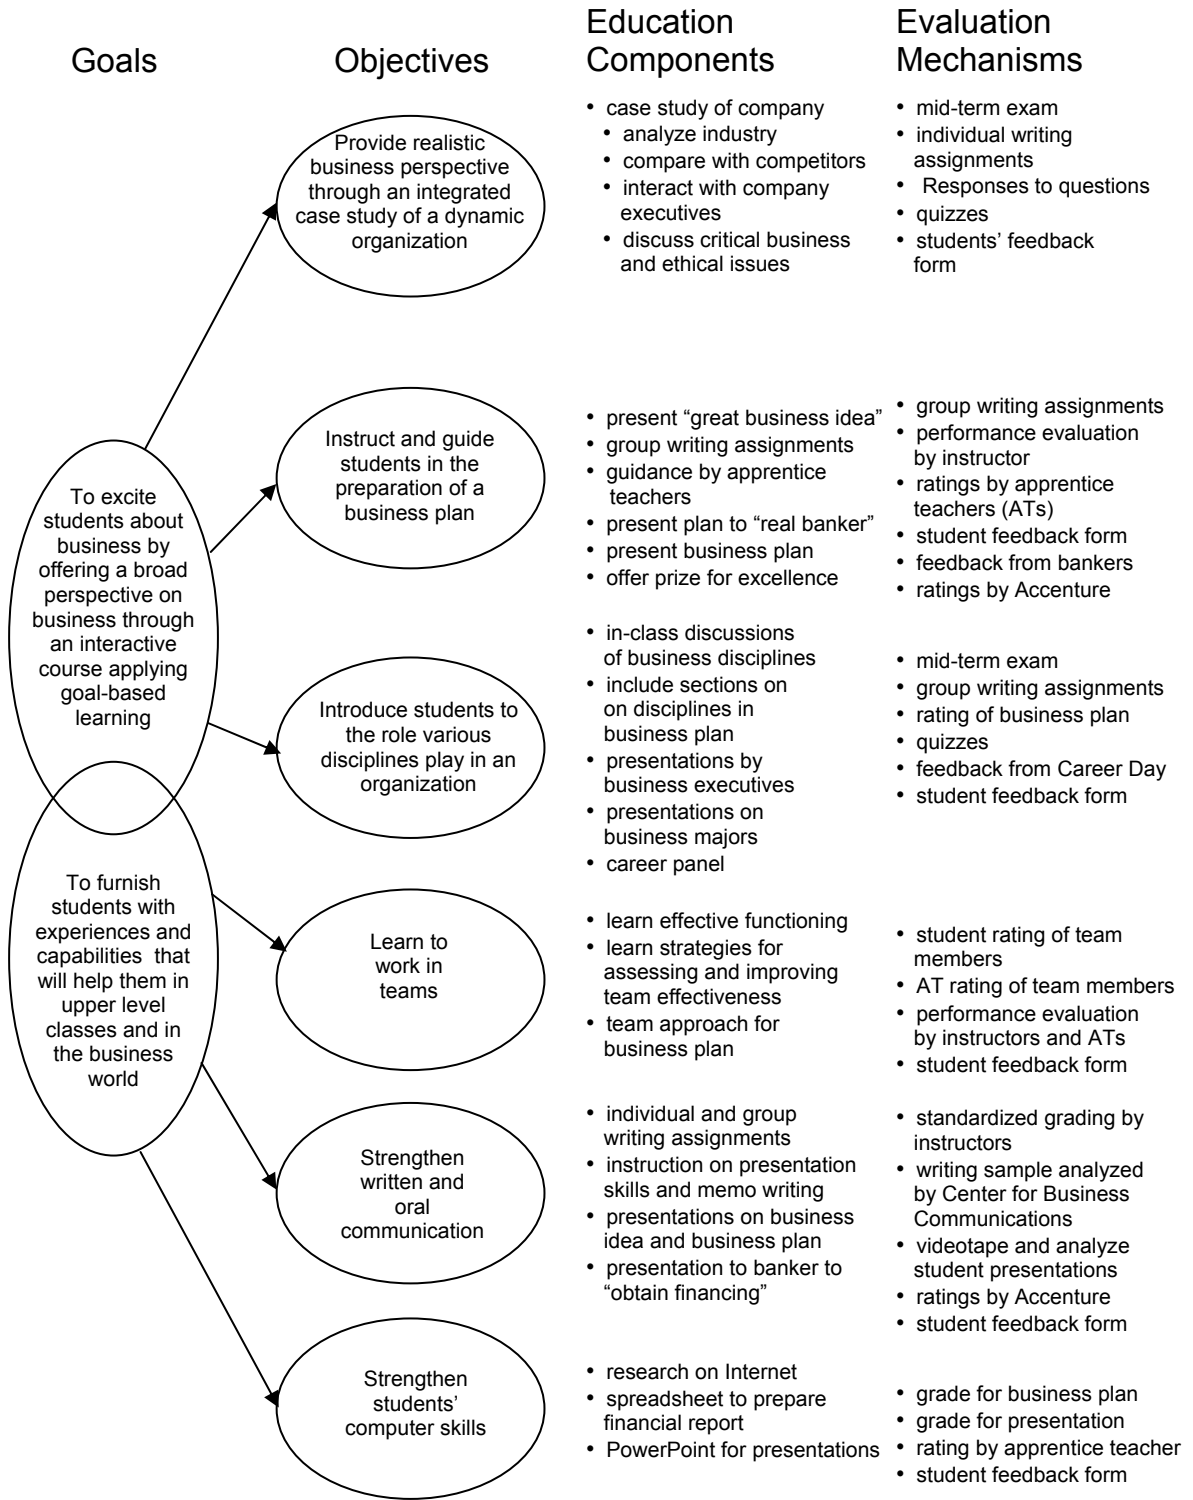 Goals
Objectives
Education
Components
Evaluation
Mechanisms
To excite
students about
business by
offering a broad
perspective on
business through
an interactive
course applying
goal-based
learning
To furnish
students with
experiences and
capabilities that
will help them in
upper level
classes and in
the business
world
Provide realistic
business perspective
through an integrated
case study of a dynamic
organization
• case study of company
• analyze industry
• compare with competitors
• interact with company
executives
• discuss critical business
and ethical issues
• mid-term exam
• individual writing
assignments
• Responses to questions
• quizzes
• students’ feedback
form
Instruct and guide
students in the
preparation of a
business plan
• present “great business idea”
• group writing assignments
• guidance by apprentice
teachers
• present plan to “real banker”
• present business plan
• offer prize for excellence
• group writing assignments
• performance evaluation
by instructor
• ratings by apprentice
teachers (ATs)
• student feedback form
• feedback from bankers
• ratings by Accenture
Introduce students to
the role various
disciplines play in an
organization
• in-class discussions
of business disciplines
• include sections on
on disciplines in
business plan
• presentations by
business executives
• presentations on
business majors
• career panel
• mid-term exam
• group writing assignments
• rating of business plan
• quizzes
• feedback from Career Day
• student feedback form
Learn to
work in
teams
• learn effective functioning
• learn strategies for
assessing and improving
team effectiveness
• team approach for
business plan
• student rating of team
members
• AT rating of team members
• performance evaluation
by instructors and ATs
• student feedback form
Strengthen
written and
oral
communication
• individual and group
writing assignments
• instruction on presentation
skills and memo writing
• presentations on business
idea and business plan
• presentation to banker to
“obtain financing”
• standardized grading by
instructors
• writing sample analyzed
by Center for Business
Communications
• videotape and analyze
student presentations
• ratings by Accenture
• student feedback form
Strengthen
students’
computer skills
• research on Internet
• spreadsheet to prepare
financial report
• PowerPoint for presentations
• grade for business plan
• grade for presentation
• rating by apprentice teacher
• student feedback form